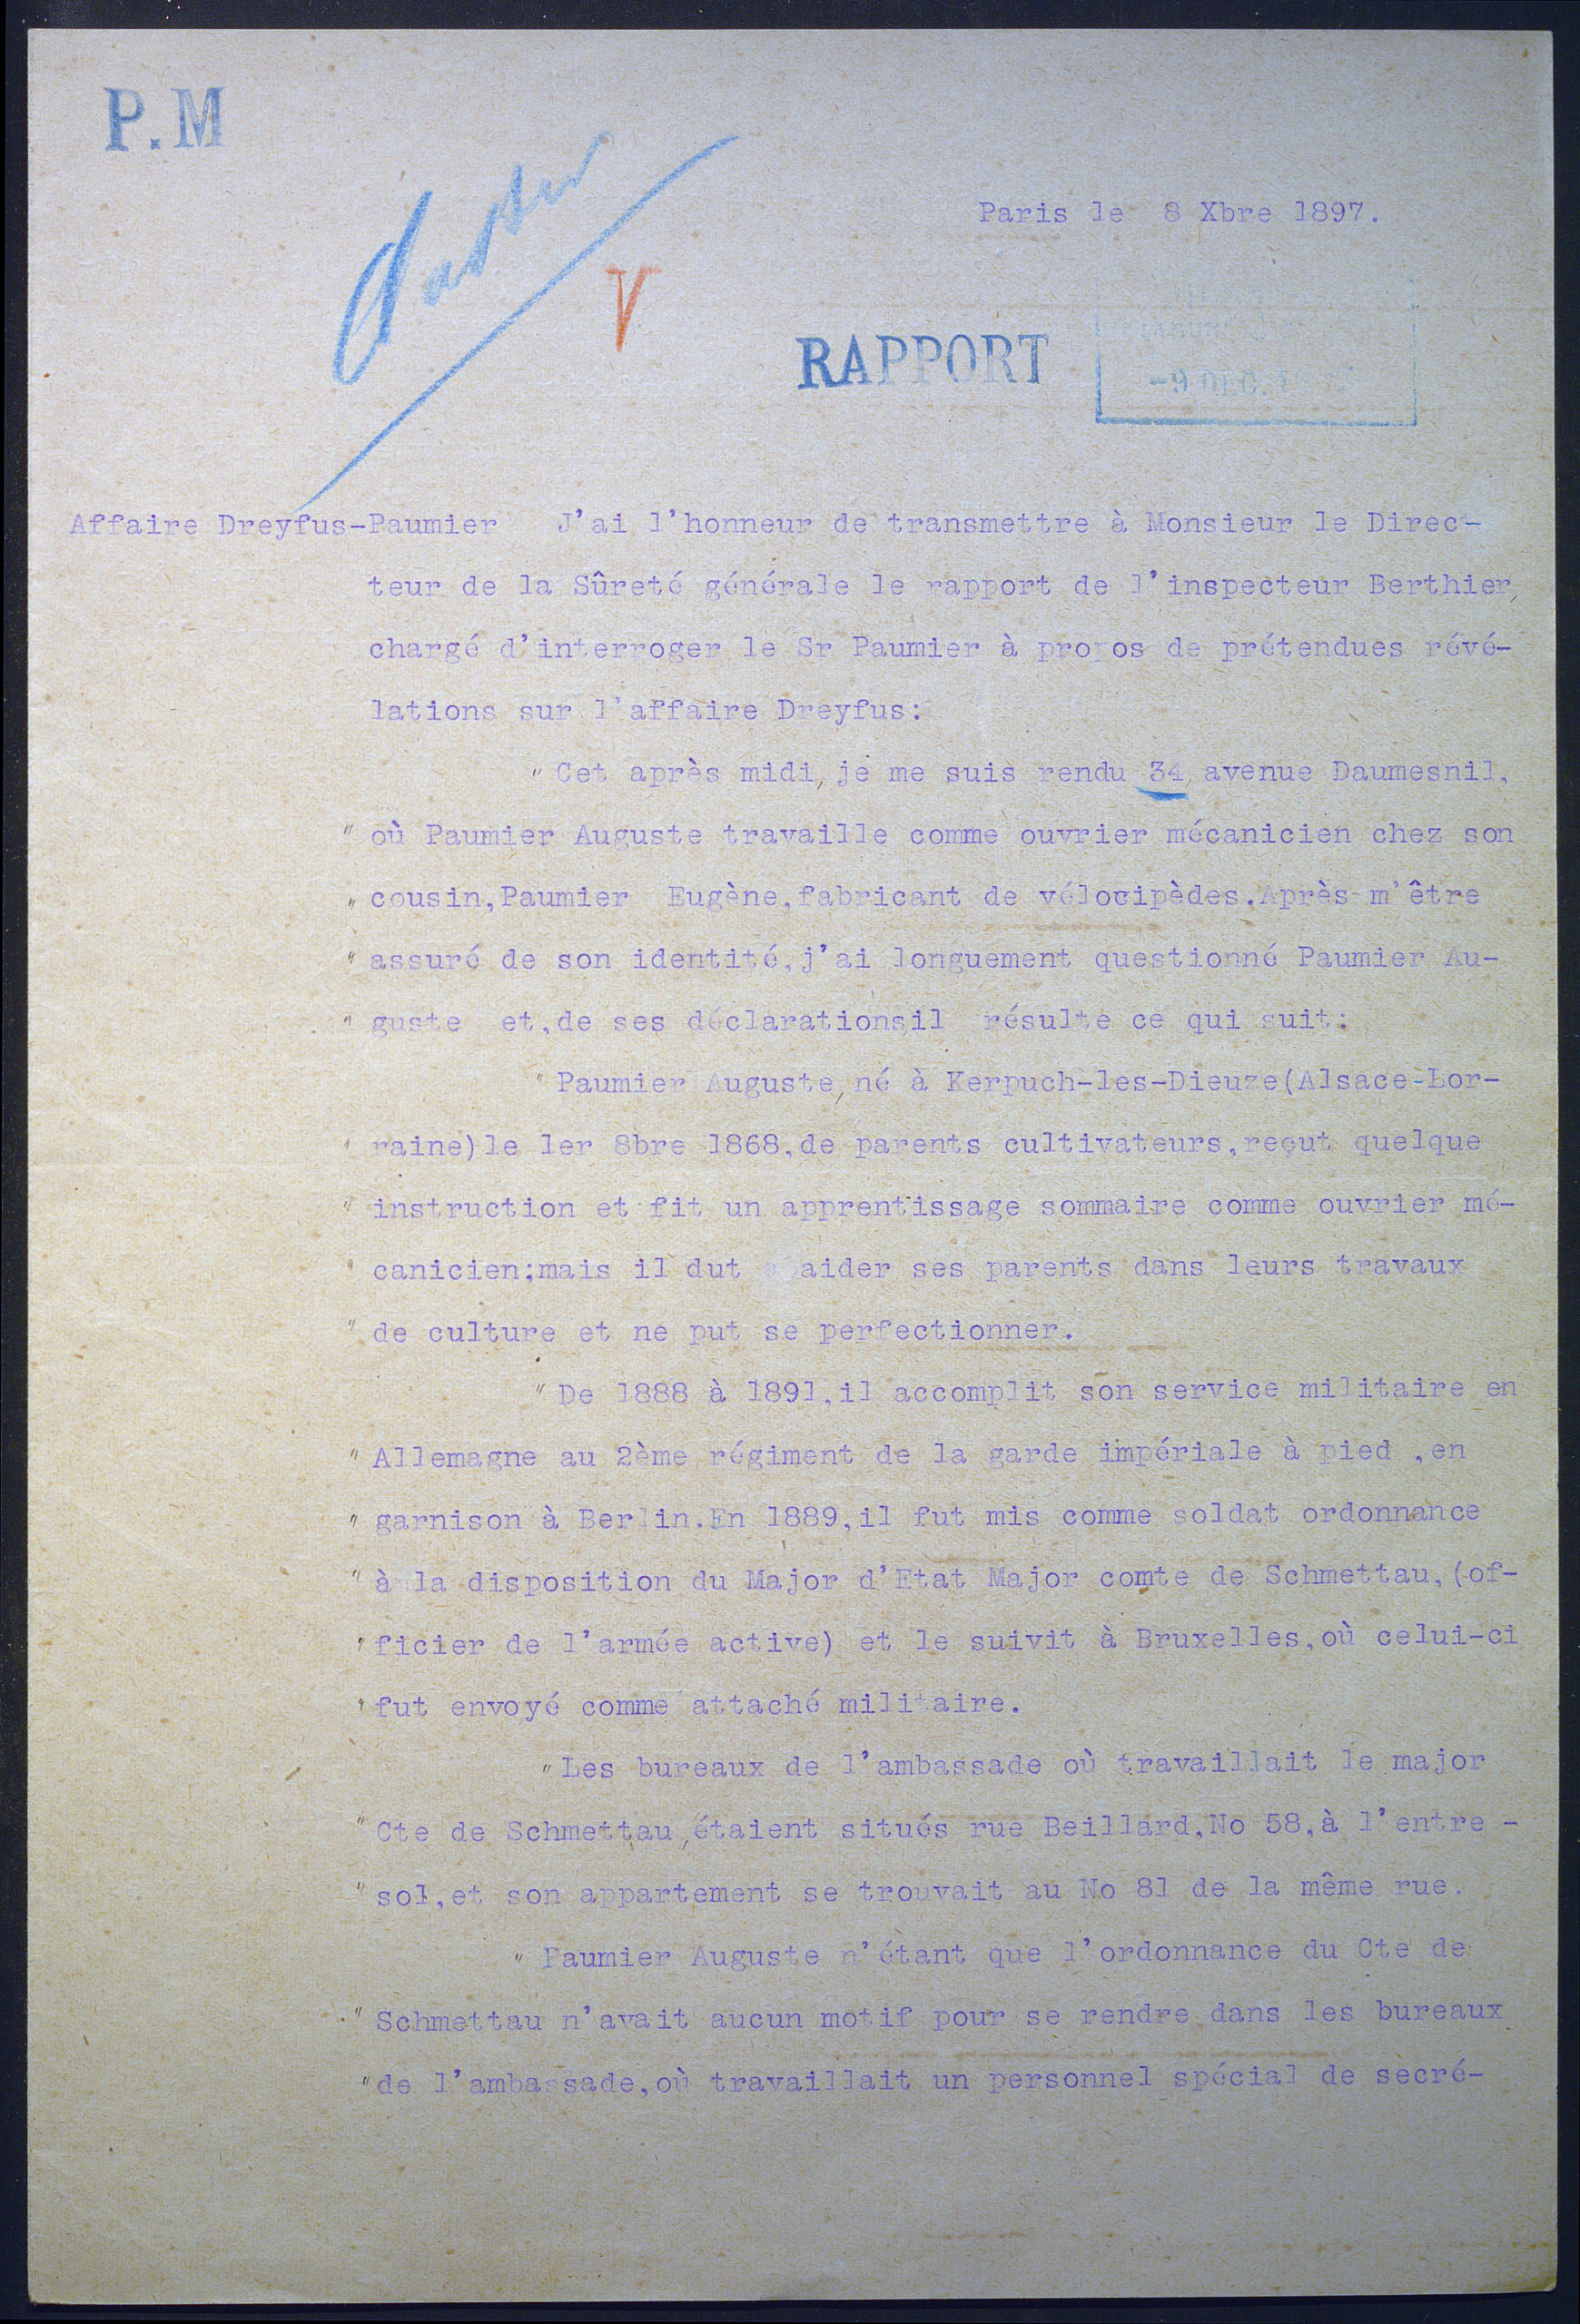 P.M
Paris le 8 Xbre 1897.
V
RAPPORT
-9 DEC.
Affaire Dreyfus-Paumier J'ai l'honneur de transmettre à Monsieur le Direc-
teur de la Sûreté générale le rapport de l'inspecteur Berthier,
chargé d'interroger le Sr Paumier à propos de prétendues révé-
lations sur l'affaire Dreyfus:
" Cet après midi, je me suis rendu 34, avenue Daumesnil,
" où Paumier Auguste travaille comme ouvrier mécanicien chez son
" cousin,Paumier Eugène,fabricant de vélocipèdes.Après m'être
" assuré de son identité,j'ai longuement questionné Paumier Au-
" guste et,de ses déclarations,il résulte ce qui suit:
" Paumier Auguste, né à Kerpuch-les-Dieuze(Alsace-Lor-
" raine)le 1er 8bre 1868,de parents cultivateurs,reçut quelque
" instruction et fit un apprentissage sommaire comme ouvrier mé-
" canicien;mais il dut aider ses parents dans leurs travaux
" de culture et ne put se perfectionner.
" De 1888 à 1891,il accomplit son service militaire en
" Allemagne au 2ème régiment de la garde impériale à pied ,en
" garnison à Berlin.En 1889,il fut mis comme soldat ordonnance
" à la disposition du Major d'Etat Major comte de Schmettau,(of-
" ficier de l'armée active) et le suivit à Bruxelles,où celui-ci
" fut envoyé comme attaché militaire.
" Les bureaux de l'ambassade où travaillait le major
" Cte de Schmettau, étaient situés rue Beillard,No 58,à l'entre -
" sol,et son appartement se trouvait au No 81 de la même rue.
" Paumier Auguste n'étant que l'ordonnance du Cte de
" Schmettau n'avait aucun motif pour se rendre dans les bureaux
" de l'ambassade,où travaillait un personnel spécial de secré-